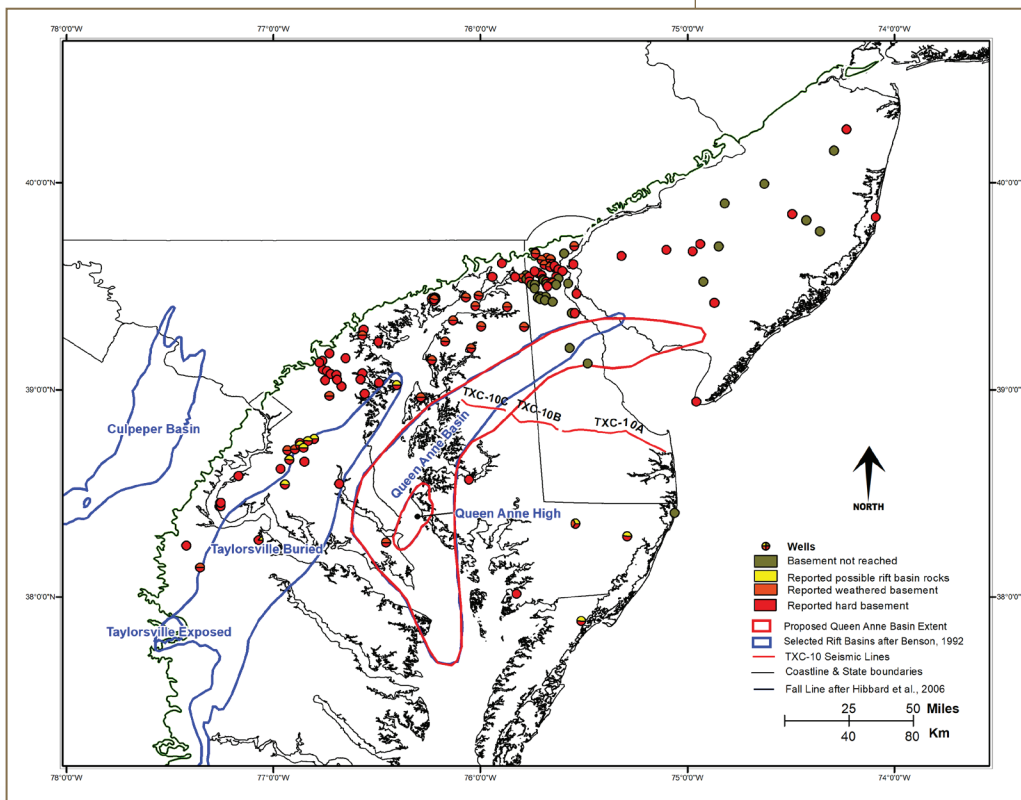 78°0'0"W
77°0'0"W
76°0'0"W
75°0'0"W
74°0'0"W
40°0'0"N
40°0'0"N
39°0'0"N
39°0'0"N
38°0'0"N
38°0'0"N
Culpeper Basin
TXC-10C
TXC-10B
TXC-10A
Queen Anne Basin
Queen Anne High
Taylorsville Buried
Taylorsville Exposed
NORTH
Wells
Basement not reached
Reported possible rift basin rocks
Reported weathered basement
Reported hard basement
Proposed Queen Anne Basin Extent
Selected Rift Basins after Benson, 1992
TXC-10 Seismic Lines
Coastline & State boundaries
Fall Line after Hibbard et al., 2006
25 50 Miles
40 80 Km
78°0'0"W
77°0'0"W
76°0'0"W
75°0'0"W
74°0'0"W